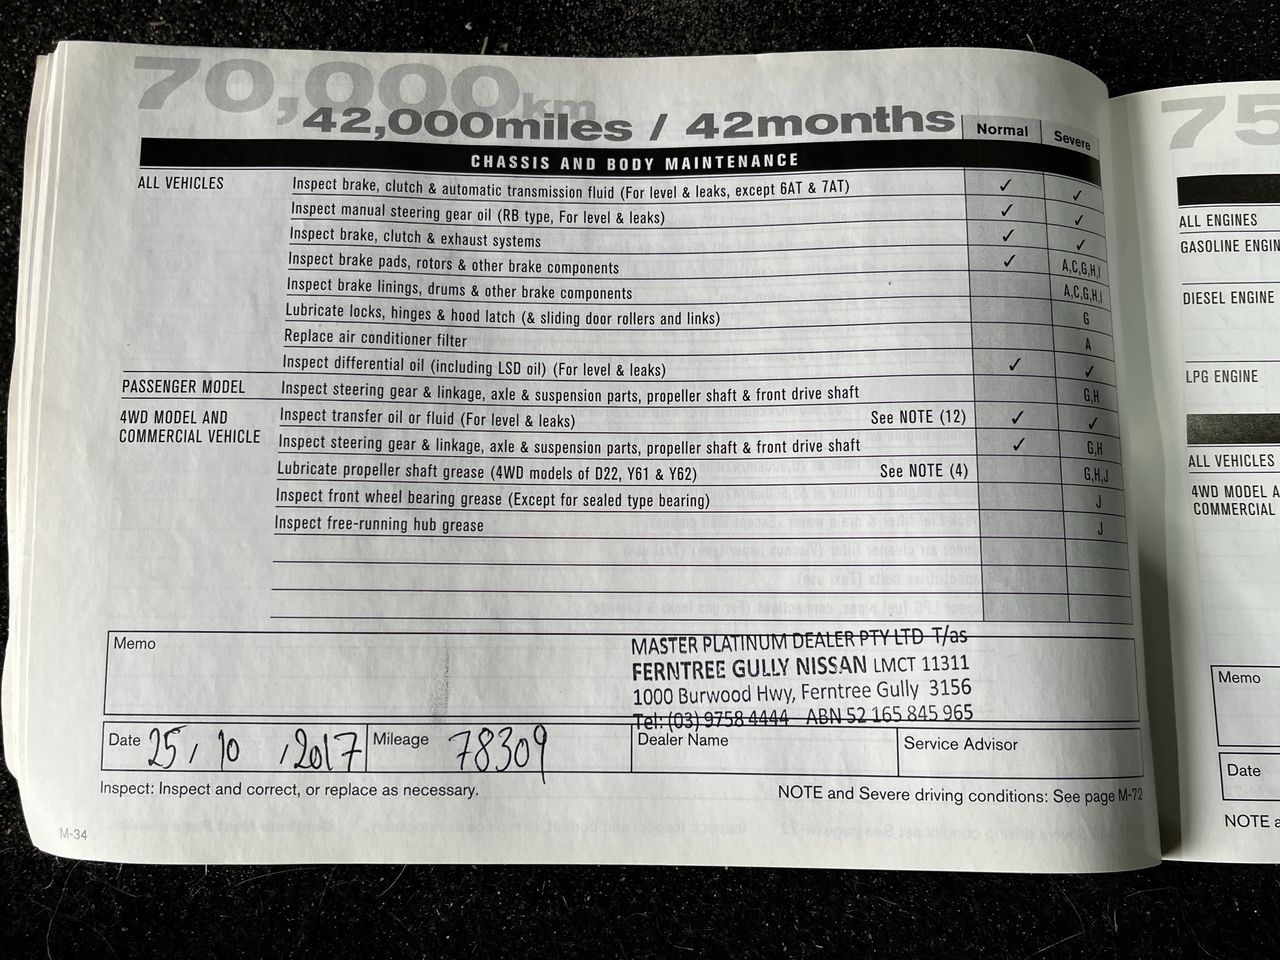 70,000km
42,000miles / 42months
Normal Severe
CHASSIS AND BODY MAINTENANCE
ALL VEHICLES Inspect brake, clutch & automatic transmission fluid (For level & leaks, except 6AT & 7AT) ✓ ✓
Inspect manual steering gear oil (RB type, For level & leaks) ✓ ✓
Inspect brake, clutch & exhaust systems ✓ ✓
Inspect brake pads, rotors & other brake components ✓ A,C,G,H,I
Inspect brake linings, drums & other brake components A,C,G,H,I
Lubricate locks, hinges & hood latch (& sliding door rollers and links) G
Replace air conditioner filter A
Inspect differential oil (including LSD oil) (For level & leaks) ✓ ✓
PASSENGER MODEL Inspect steering gear & linkage, axle & suspension parts, propeller shaft & front drive shaft G,H
4WD MODEL AND Inspect transfer oil or fluid (For level & leaks) See NOTE (12) ✓ ✓
COMMERCIAL VEHICLE Inspect steering gear & linkage, axle & suspension parts, propeller shaft & front drive shaft ✓ G,H
Lubricate propeller shaft grease (4WD models of D22, Y61 & Y62) See NOTE (4) G,H,J
Inspect front wheel bearing grease (Except for sealed type bearing) J
Inspect free-running hub grease J
Memo
MASTER PLATINUM DEALER PTY LTD T/as
FERNTREE GULLY NISSAN LMCT 11311
1000 Burwood Hwy, Ferntree Gully 3156
Tel: (03) 9758 4444 ABN 52 165 845 965
Date 25/10/2017 Mileage 78309 Dealer Name Service Advisor
Inspect: Inspect and correct, or replace as necessary. NOTE and Severe driving conditions: See page M-72
M-34
75
ALL ENGINES
GASOLINE ENGIN
DIESEL ENGINE
LPG ENGINE
ALL VEHICLES
4WD MODEL A
COMMERCIAL
Memo
Date
NOTE a